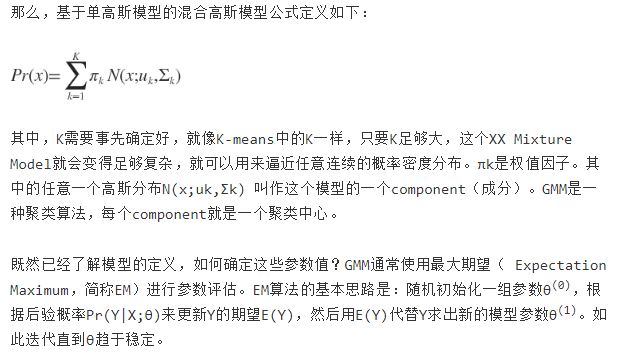 那么,基于单高斯模型的混合高斯模型公式定义如下:
Pr(x)=∑_{k=1}^{K} π_k N(x;u_k,Σ_k)
其中,K需要事先确定好,就像K-means中的K一样,只要K足够大,这个XX Mixture
Model就会变得足够复杂,就可以用来逼近任意连续的概率密度分布。πk是权值因子。其
中的任意一个高斯分布N(x;uk,Σk) 叫作这个模型的一个component(成分)。GMM是一
种聚类算法,每个component就是一个聚类中心。
既然已经了解模型的定义,如何确定这些参数值?GMM通常使用最大期望( Expectation
Maximum,简称EM)进行参数评估。EM算法的基本思路是:随机初始化一组参数θ⁽⁰⁾,根
据后验概率Pr(Y|X;θ)来更新Y的期望E(Y),然后用E(Y)代替Y求出新的模型参数θ⁽¹⁾。如
此迭代直到θ趋于稳定。